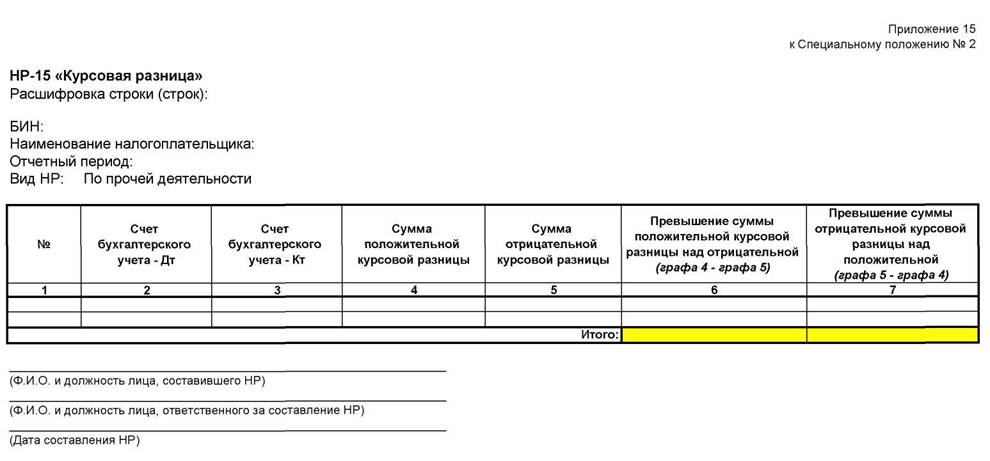 Приложение 15
к Специальному положению № 2
НР-15 «Курсовая разница»
Расшифровка строки (строк):
БИН:
Наименование налогоплательщика:
Отчетный период:
Вид НР: По прочей деятельности
№
Счет
бухгалтерского
учета - Дт
Счет
бухгалтерского
учета - Кт
Сумма
положительной
курсовой разницы
Сумма
отрицательной
курсовой разницы
Превышение суммы
положительной курсовой
разницы над отрицательной
(графа 4 - графа 5)
Превышение суммы
отрицательной курсовой
разницы над
положительной
(графа 5 - графа 4)
1 2 3 4 5 6 7
Итого:
(Ф.И.О. и должность лица, составившего НР)
(Ф.И.О. и должность лица, ответственного за составление НР)
(Дата составления НР)